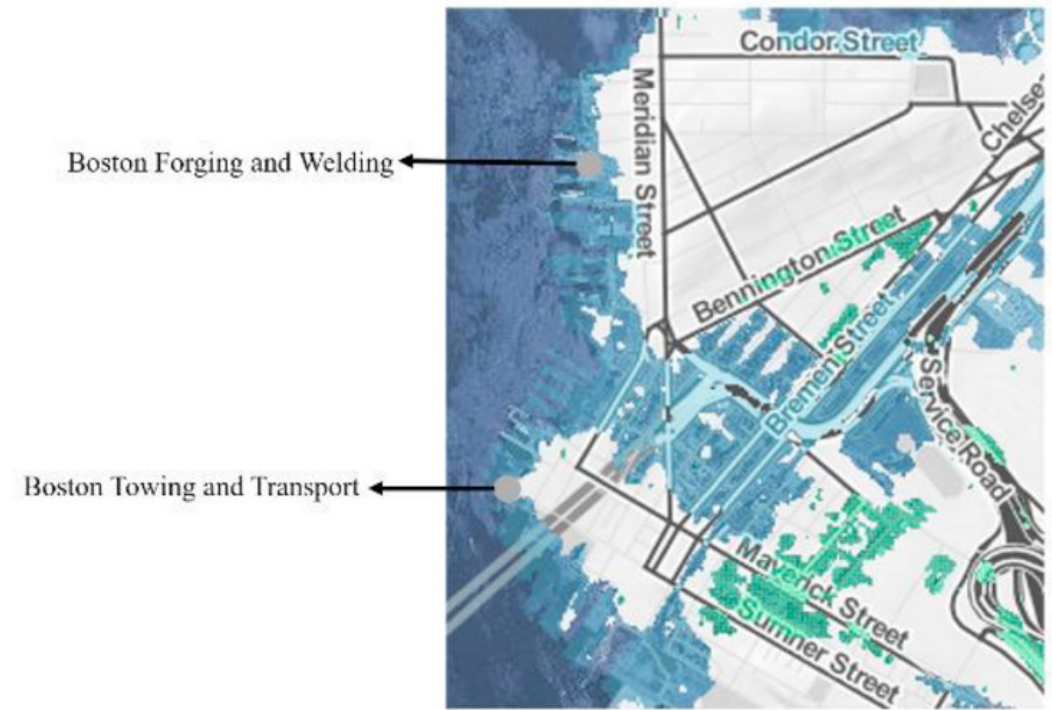 Condor Street
Meridian Street
Chelse
Boston Forging and Welding
Bennington Street
Bremen Street
Service Road
Boston Towing and Transport
Maverick Street
Sumner Street